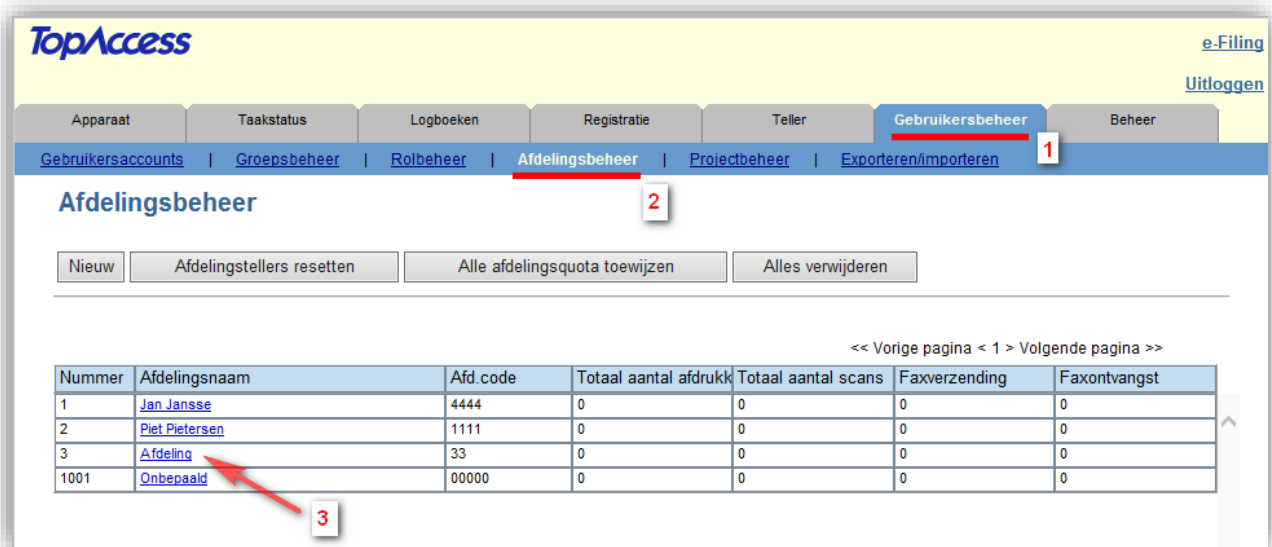 TopAccess
e-Filing
Uitloggen
Apparaat Taakstatus Logboeken Registratie Teller Gebruikersbeheer Beheer
1
Gebruikersaccounts | Groepsbeheer | Rolbeheer | Afdelingsbeheer | Projectbeheer | Exporteren/importeren
2
Afdelingsbeheer
Nieuw Afdelingstellers resetten Alle afdelingsquota toewijzen Alles verwijderen
<< Vorige pagina < 1 > Volgende pagina >>
Nummer Afdelingsnaam Afd.code Totaal aantal afdrukk Totaal aantal scans Faxverzending Faxontvangst
1 Jan Jansse 4444 0 0 0 0
2 Piet Pietersen 1111 0 0 0 0
3 Afdeling 33 0 0 0 0
1001 Onbepaald 00000 0 0 0 0
3